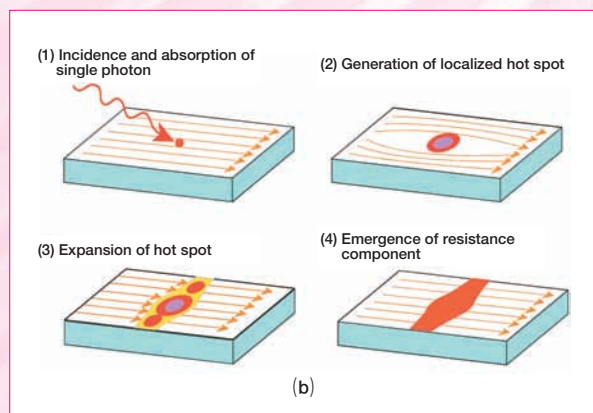 (1) Incidence and absorption of
single photon
(2) Generation of localized hot spot
(3) Expansion of hot spot
(4) Emergence of resistance
component
(b)